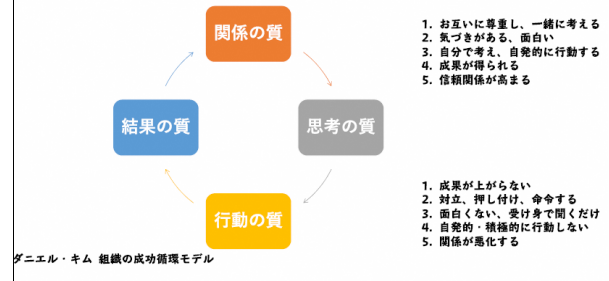 関係の質
思考の質
行動の質
結果の質
1. お互いに尊重し、一緒に考える
2. 気づきがある、面白い
3. 自分で考え、自発的に行動する
4. 成果が得られる
5. 信頼関係が高まる
1. 成果が上がらない
2. 対立、押し付け、命令する
3. 面白くない、受け身で聞くだけ
4. 自発的・積極的に行動しない
5. 関係が悪化する
ダニエル・キム 組織の成功循環モデル